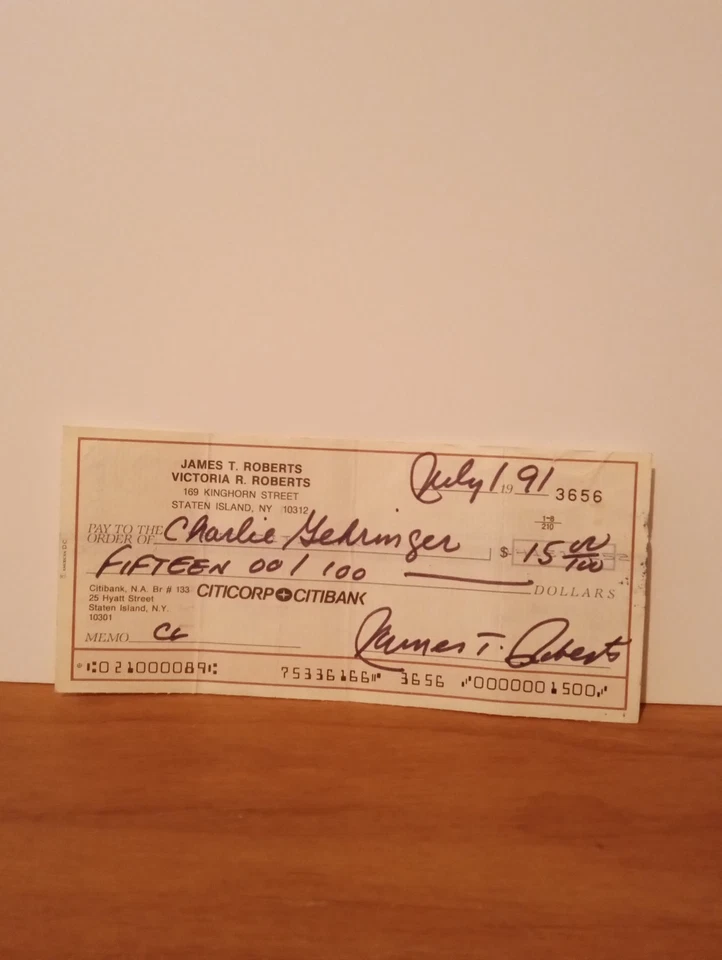 JAMES T. ROBERTS
VICTORIA R. ROBERTS
169 KINGHORN STREET
STATEN ISLAND, NY 10312
July 1 19 91
3656
1-8
210
PAY TO THE
ORDER OF Charlie Gehringer $ 15 00/100
FIFTEEN 00/100 DOLLARS
Citibank, N.A. Br # 133
25 Hyatt Street
Staten Island, N.Y.
10301
CITICORP CITIBANK
MEMO CC James T. Roberts
⑆021000089⑆ 75336166⑈ 3656 ⑈0000001500⑈